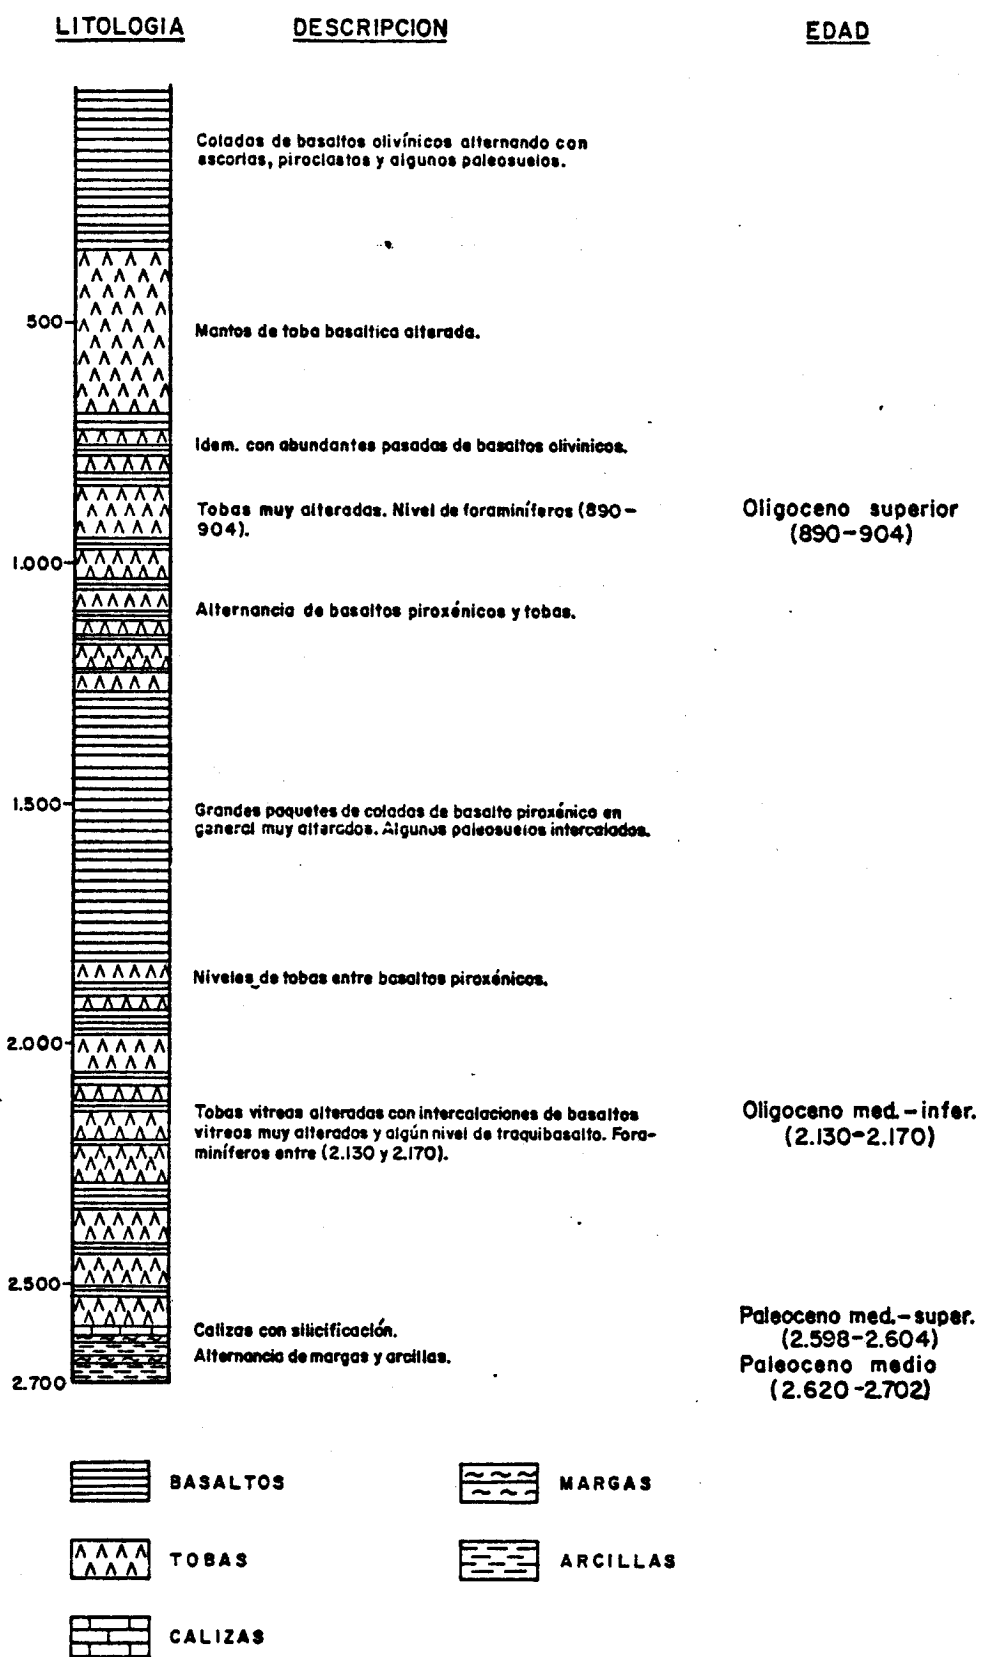 LITOLOGIA DESCRIPCION EDAD
Coladas de basaltos olivínicos alternando con
escorias, piroclastos y algunos paleosuelos.
500
Mantos de toba basaltica alterada.
Idem. con abundantes pasadas de basaltos olivinicos.
Tobas muy alteradas. Nivel de foraminíferos (890-
904).
Oligoceno superior
(890-904)
1.000
Alternancia de basaltos piroxénicos y tobas.
1.500
Grandes paquetes de coladas de basalto piroxénico en
general muy alterados. Algunos paleosuelos intercalados.
Niveles de tobas entre basaltos piroxénicos.
2.000
Tobas vitreas alteradas con intercalaciones de basaltos
vitreos muy alterados y algún nivel de traquibasalto. Fora-
miníferos entre (2.130 y 2.170).
Oligoceno med.-infer.
(2.130-2.170)
2.500
Calizas con silicificación.
Alternancia de margas y arcillas.
Paleoceno med.-super.
(2.598-2.604)
Paleoceno medio
(2.620-2.702)
2.700
BASALTOS
MARGAS
TOBAS
ARCILLAS
CALIZAS